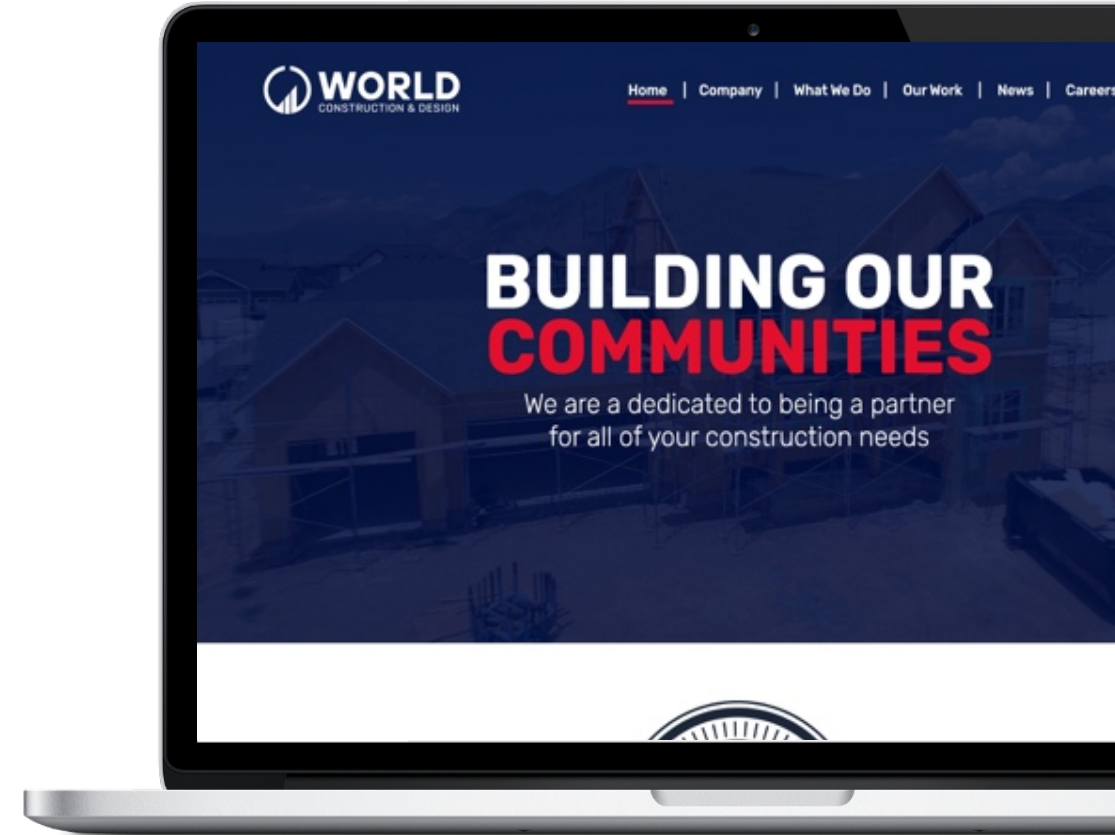 WORLD
CONSTRUCTION & DESIGN
Home | Company | What We Do | Our Work | News | Careers
BUILDING OUR
COMMUNITIES
We are a dedicated to being a partner
for all of your construction needs